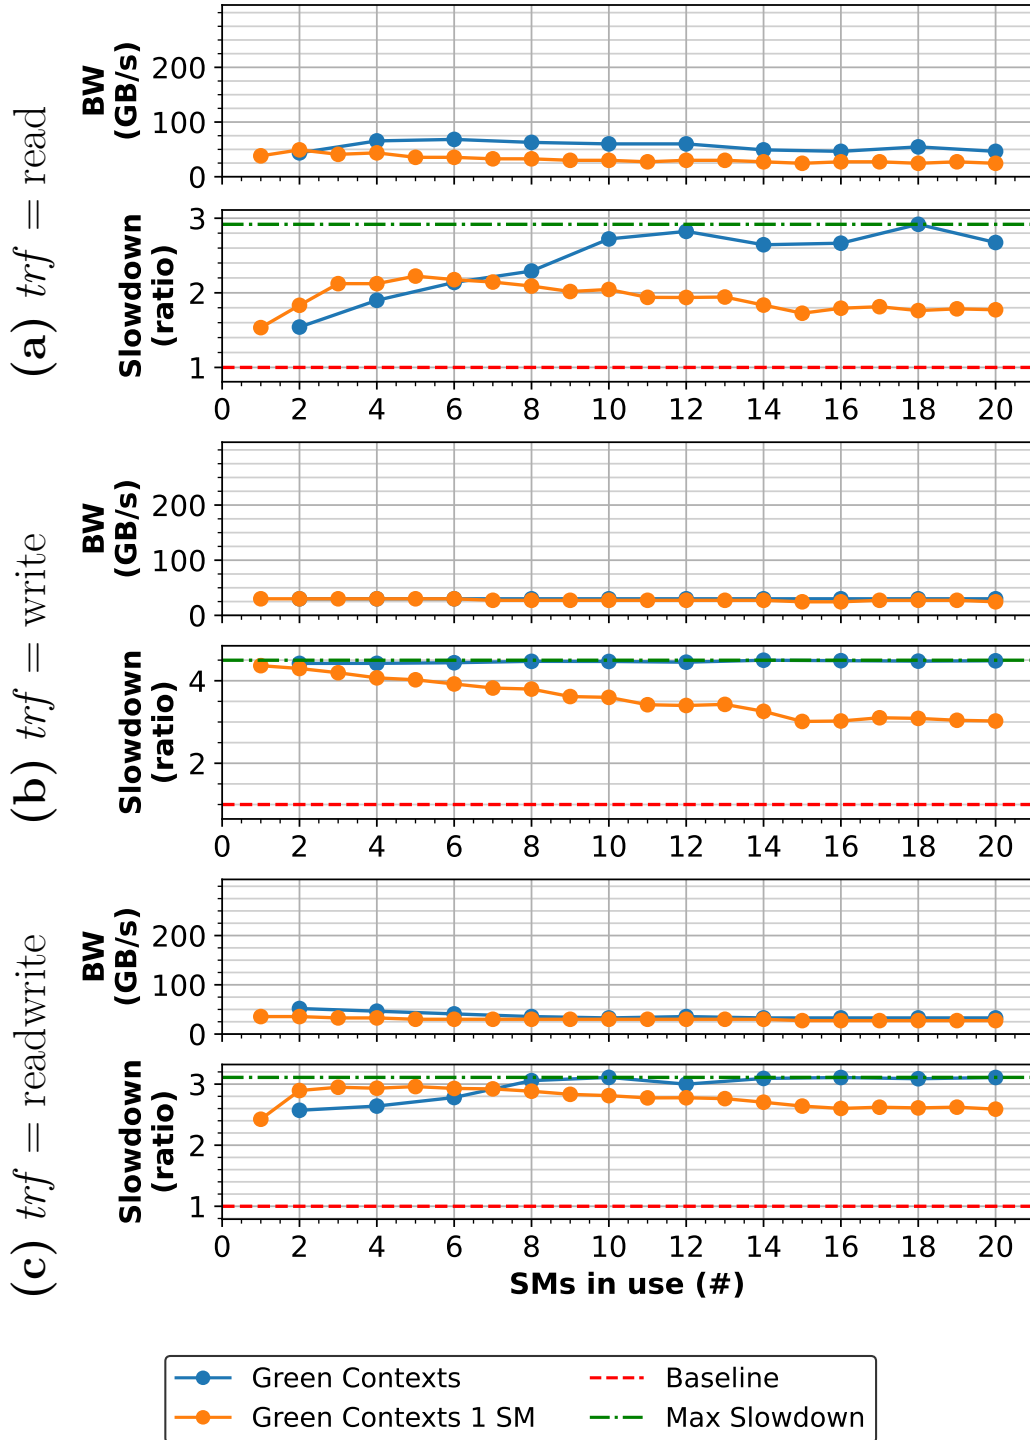 (a) trf = read
BW
(GB/s)
200
100
0
Slowdown
(ratio)
3
2
1
0 2 4 6 8 10 12 14 16 18 20
(b) trf = write
BW
(GB/s)
200
100
0
Slowdown
(ratio)
4
2
0 2 4 6 8 10 12 14 16 18 20
(c) trf = readwrite
BW
(GB/s)
200
100
0
Slowdown
(ratio)
3
2
1
0 2 4 6 8 10 12 14 16 18 20
SMs in use (#)
Green Contexts
Green Contexts 1 SM
Baseline
Max Slowdown